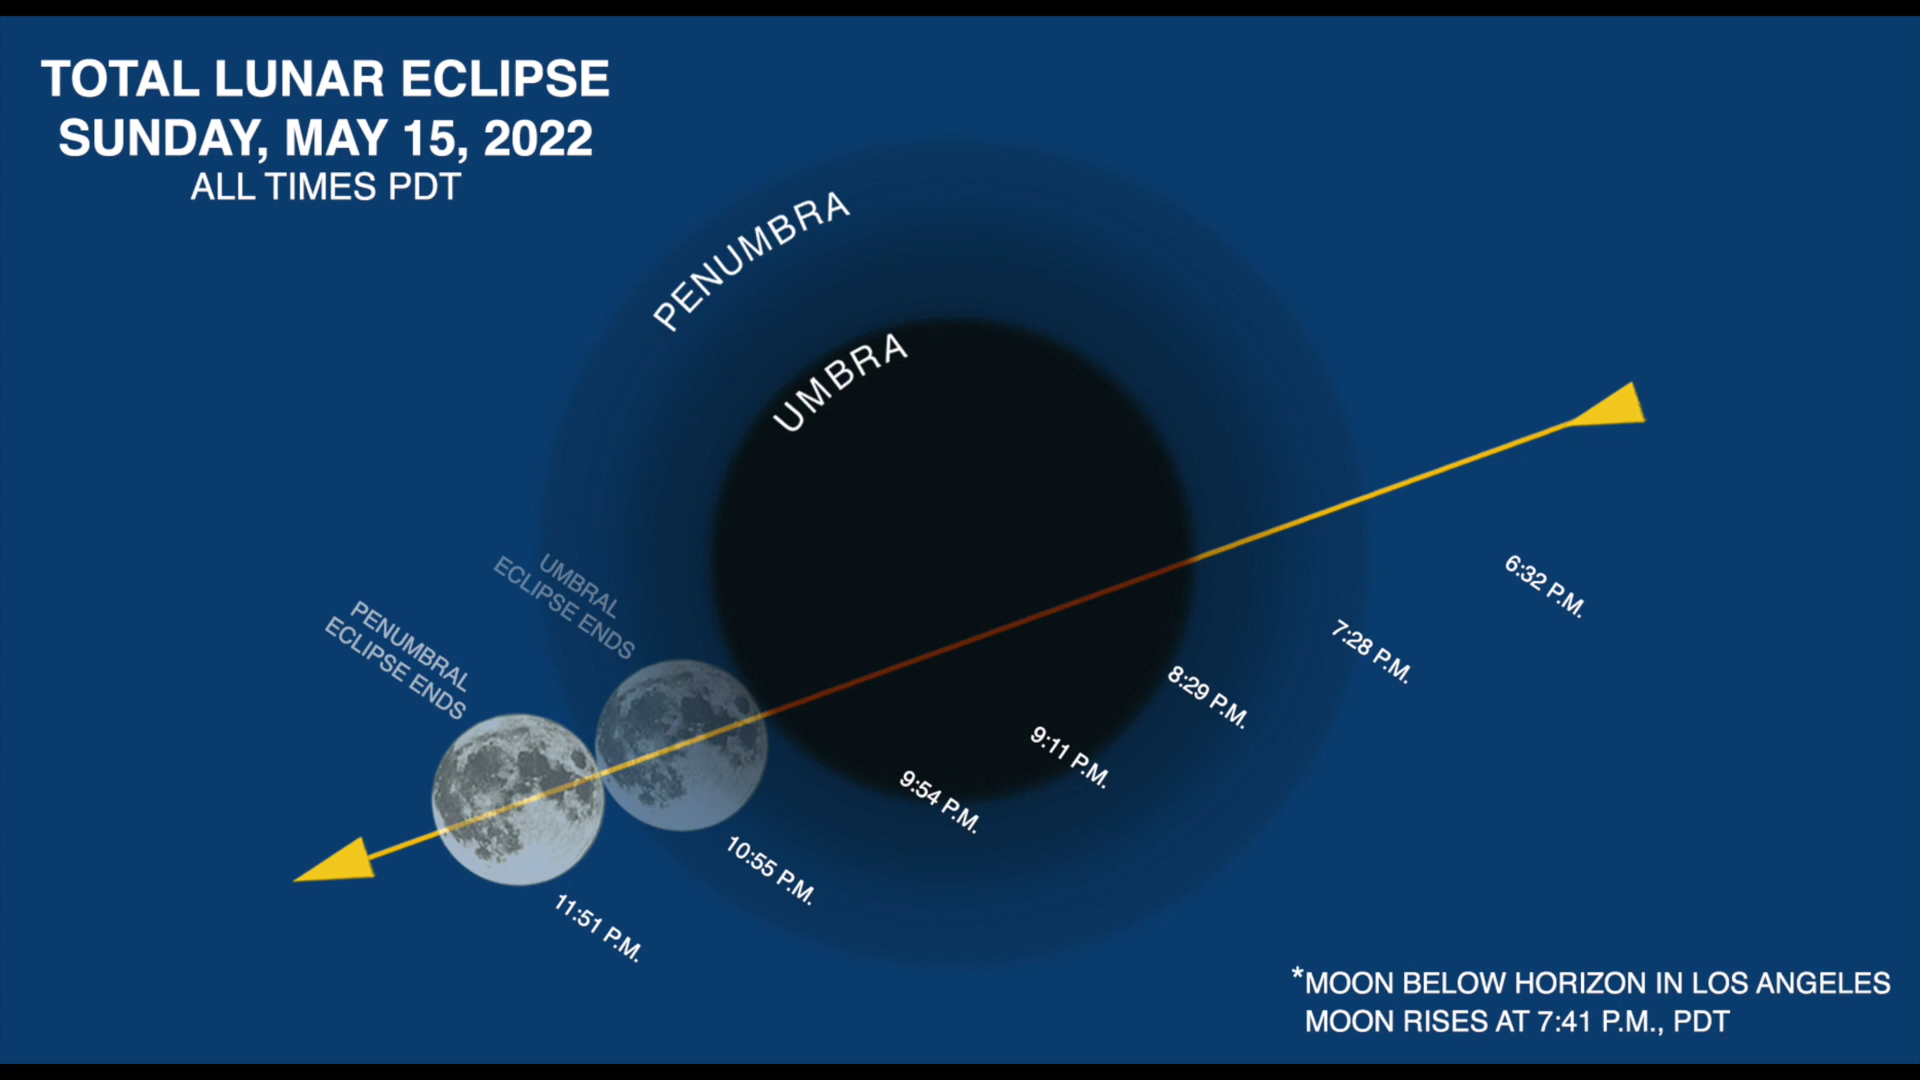 TOTAL LUNAR ECLIPSE
SUNDAY, MAY 15, 2022
ALL TIMES PDT
PENUMBRA
UMBRA
6:32 P.M.
7:28 P.M.
8:29 P.M.
9:11 P.M.
9:54 P.M.
UMBRAL
ECLIPSE ENDS
10:55 P.M.
PENUMBRAL
ECLIPSE ENDS
11:51 P.M.
*MOON BELOW HORIZON IN LOS ANGELES
MOON RISES AT 7:41 P.M., PDT